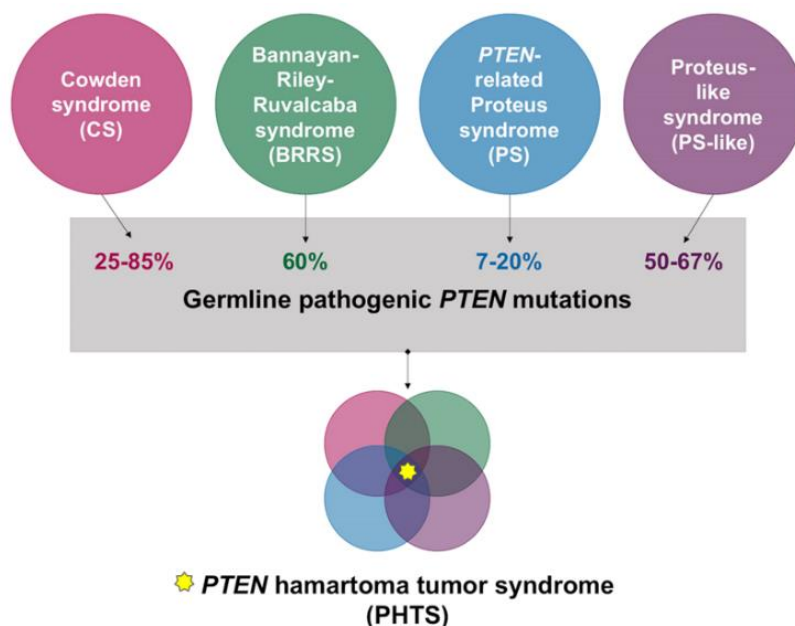 Cowden
syndrome
(CS)
Bannayan-
Riley-
Ruvalcaba
syndrome
(BRRS)
PTEN-
related
Proteus
syndrome
(PS)
Proteus-
like
syndrome
(PS-like)
25-85%
60%
7-20%
50-67%
Germline pathogenic PTEN mutations
PTEN hamartoma tumor syndrome
(PHTS)